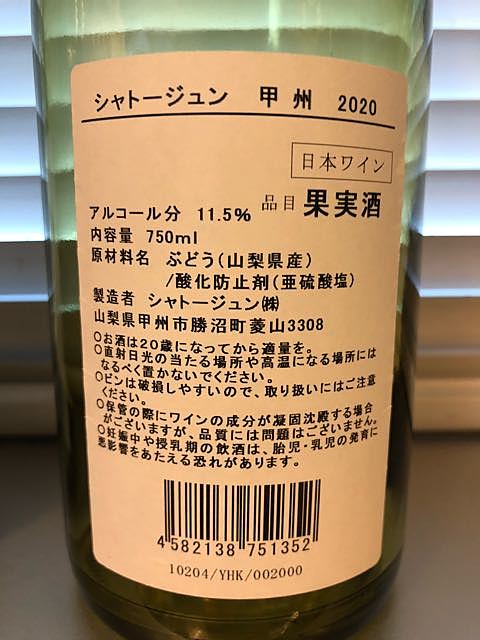 シャトージュン 甲州 2020
日本ワイン
品目 果実酒
アルコール分 11.5%
内容量 750ml
原材料名 ぶどう(山梨県産)
/酸化防止剤(亜硫酸塩)
製造者 シャトージュン㈱
山梨県甲州市勝沼町菱山3308
○お酒は20歳になってから適量を。
○直射日光の当たる場所や高温になる場所には
なるべく置かないでください。
○ビンは破損しやすいので、取り扱いにはご注意
ください。
○保管の際にワインの成分が凝固沈殿する場合
がございますが、品質には問題はございません。
○妊娠中や授乳期の飲酒は、胎児・乳児の発育に
悪影響をあたえる恐れがあります。
4 582138 751352
10204/YHK/002000